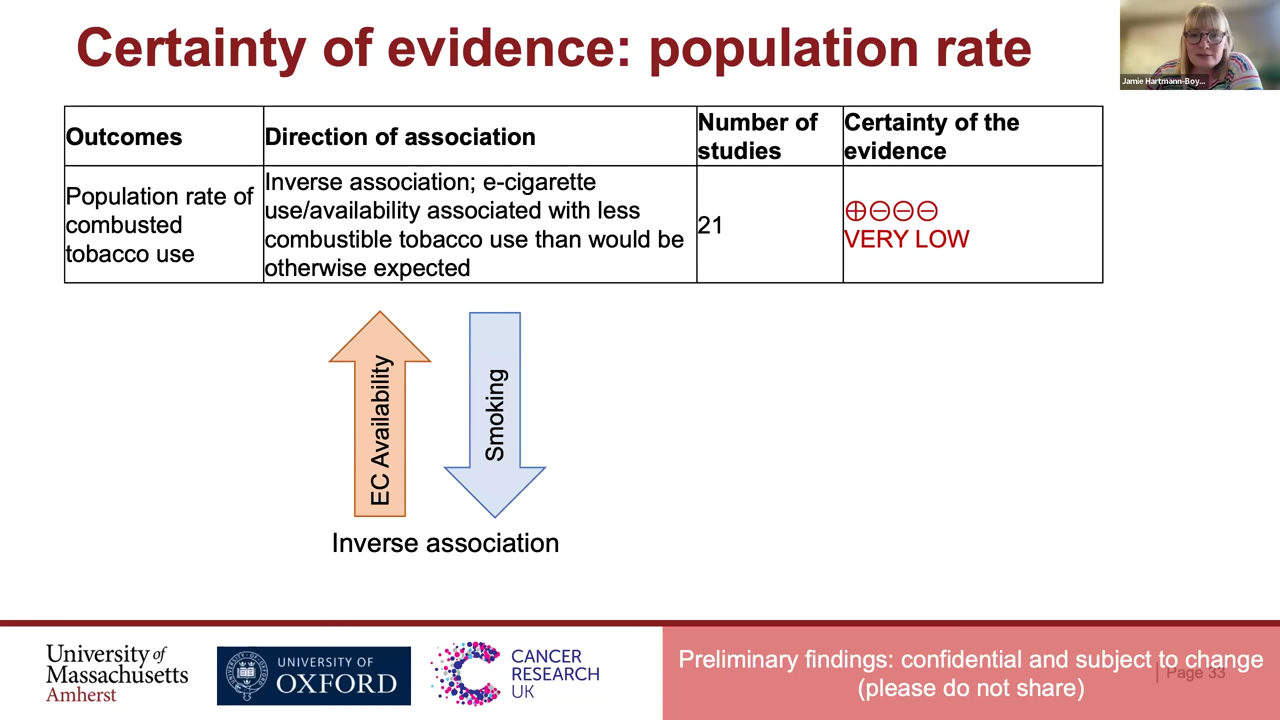 Certainty of evidence: population rate
Jamie Hartmann-Boy...
Outcomes
Direction of association
Number of
studies
Certainty of the
evidence
Population rate of
combusted
tobacco use
Inverse association; e-cigarette
use/availability associated with less
combustible tobacco use than would be
otherwise expected
21
⊕⊖⊖⊖
VERY LOW
EC Availability
Smoking
Inverse association
University of
Massachusetts
Amherst
UNIVERSITY OF
OXFORD
CANCER
RESEARCH
UK
Preliminary findings: confidential and subject to change
(please do not share)
| Page 33